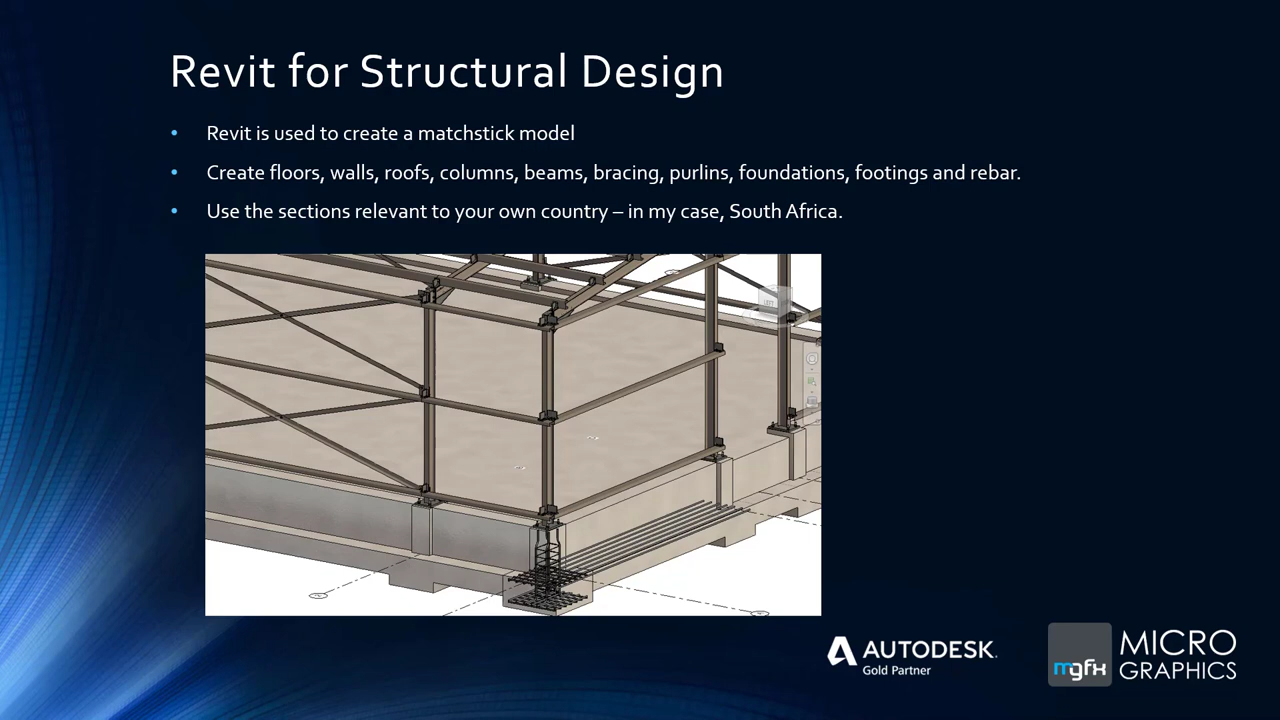 Revit for Structural Design
• Revit is used to create a matchstick model
• Create floors, walls, roofs, columns, beams, bracing, purlins, foundations, footings and rebar.
• Use the sections relevant to your own country – in my case, South Africa.
LEFT
AUTODESK.
Gold Partner
mgfx
MICRO
GRAPHICS